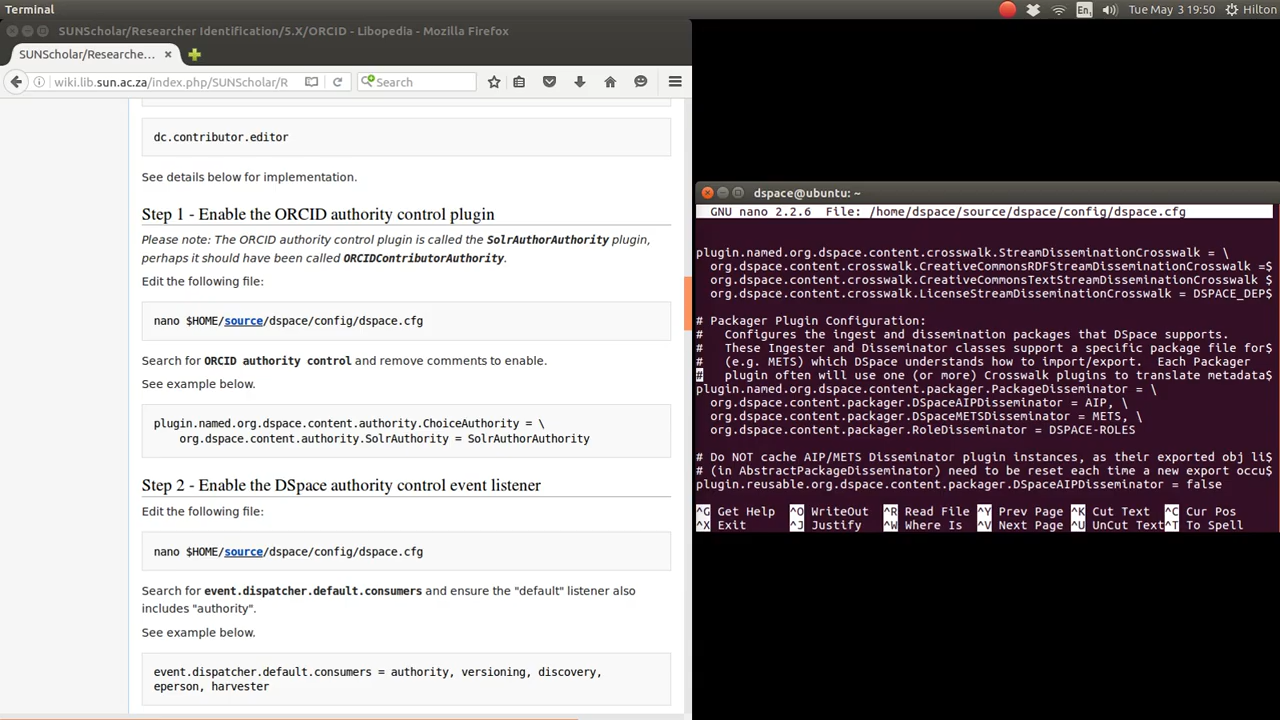 Terminal
En
Tue May 3 19:50
Hilton
SUNScholar/Researcher Identification/5.X/ORCID - Libopedia - Mozilla Firefox
SUNScholar/Researche...
wiki.lib.sun.ac.za/index.php/SUNScholar/R
Search
dc.contributor.editor
See details below for implementation.
Step 1 - Enable the ORCID authority control plugin
Please note: The ORCID authority control plugin is called the SolrAuthorAuthority plugin,
perhaps it should have been called ORCIDContributorAuthority.
Edit the following file:
nano $HOME/source/dspace/config/dspace.cfg
Search for ORCID authority control and remove comments to enable.
See example below.
plugin.named.org.dspace.content.authority.ChoiceAuthority = \
org.dspace.content.authority.SolrAuthority = SolrAuthorAuthority
Step 2 - Enable the DSpace authority control event listener
Edit the following file:
nano $HOME/source/dspace/config/dspace.cfg
Search for event.dispatcher.default.consumers and ensure the "default" listener also
includes "authority".
See example below.
event.dispatcher.default.consumers = authority, versioning, discovery,
eperson, harvester
dspace@ubuntu: ~
GNU nano 2.2.6 File: /home/dspace/source/dspace/config/dspace.cfg
plugin.named.org.dspace.content.crosswalk.StreamDisseminationCrosswalk = \
org.dspace.content.crosswalk.CreativeCommonsRDFStreamDisseminationCrosswalk =$
org.dspace.content.crosswalk.CreativeCommonsTextStreamDisseminationCrosswalk $
org.dspace.content.crosswalk.LicenseStreamDisseminationCrosswalk = DSPACE_DEP$
# Packager Plugin Configuration:
# Configures the ingest and dissemination packages that DSpace supports.
# These Ingester and Disseminator classes support a specific package file for$
# (e.g. METS) which DSpace understands how to import/export. Each Packager
# plugin often will use one (or more) Crosswalk plugins to translate metadata$
plugin.named.org.dspace.content.packager.PackageDisseminator = \
org.dspace.content.packager.DSpaceAIPDisseminator = AIP, \
org.dspace.content.packager.DSpaceMETSDisseminator = METS, \
org.dspace.content.packager.RoleDisseminator = DSPACE-ROLES
# Do NOT cache AIP/METS Disseminator plugin instances, as their exported obj li$
# (in AbstractPackageDisseminator) need to be reset each time a new export occu$
plugin.reusable.org.dspace.content.packager.DSpaceAIPDisseminator = false
^G Get Help ^O WriteOut ^R Read File ^Y Prev Page ^K Cut Text ^C Cur Pos
^X Exit ^J Justify ^W Where Is ^V Next Page ^U UnCut Text ^T To Spell